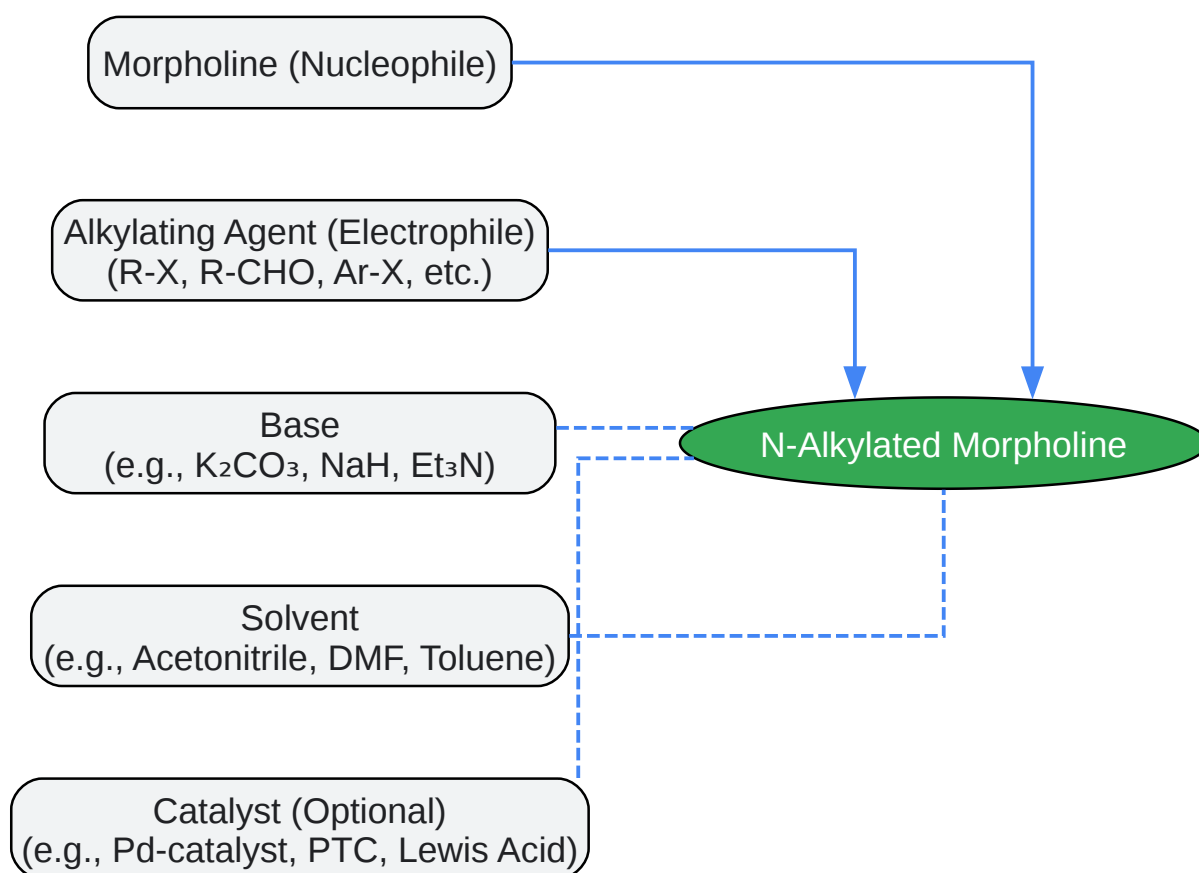 Morpholine (Nucleophile)
Alkylating Agent (Electrophile)
(R-X, R-CHO, Ar-X, etc.)
Base
(e.g., K₂CO₃, NaH, Et₃N)
N-Alkylated Morpholine
Solvent
(e.g., Acetonitrile, DMF, Toluene)
Catalyst (Optional)
(e.g., Pd-catalyst, PTC, Lewis Acid)